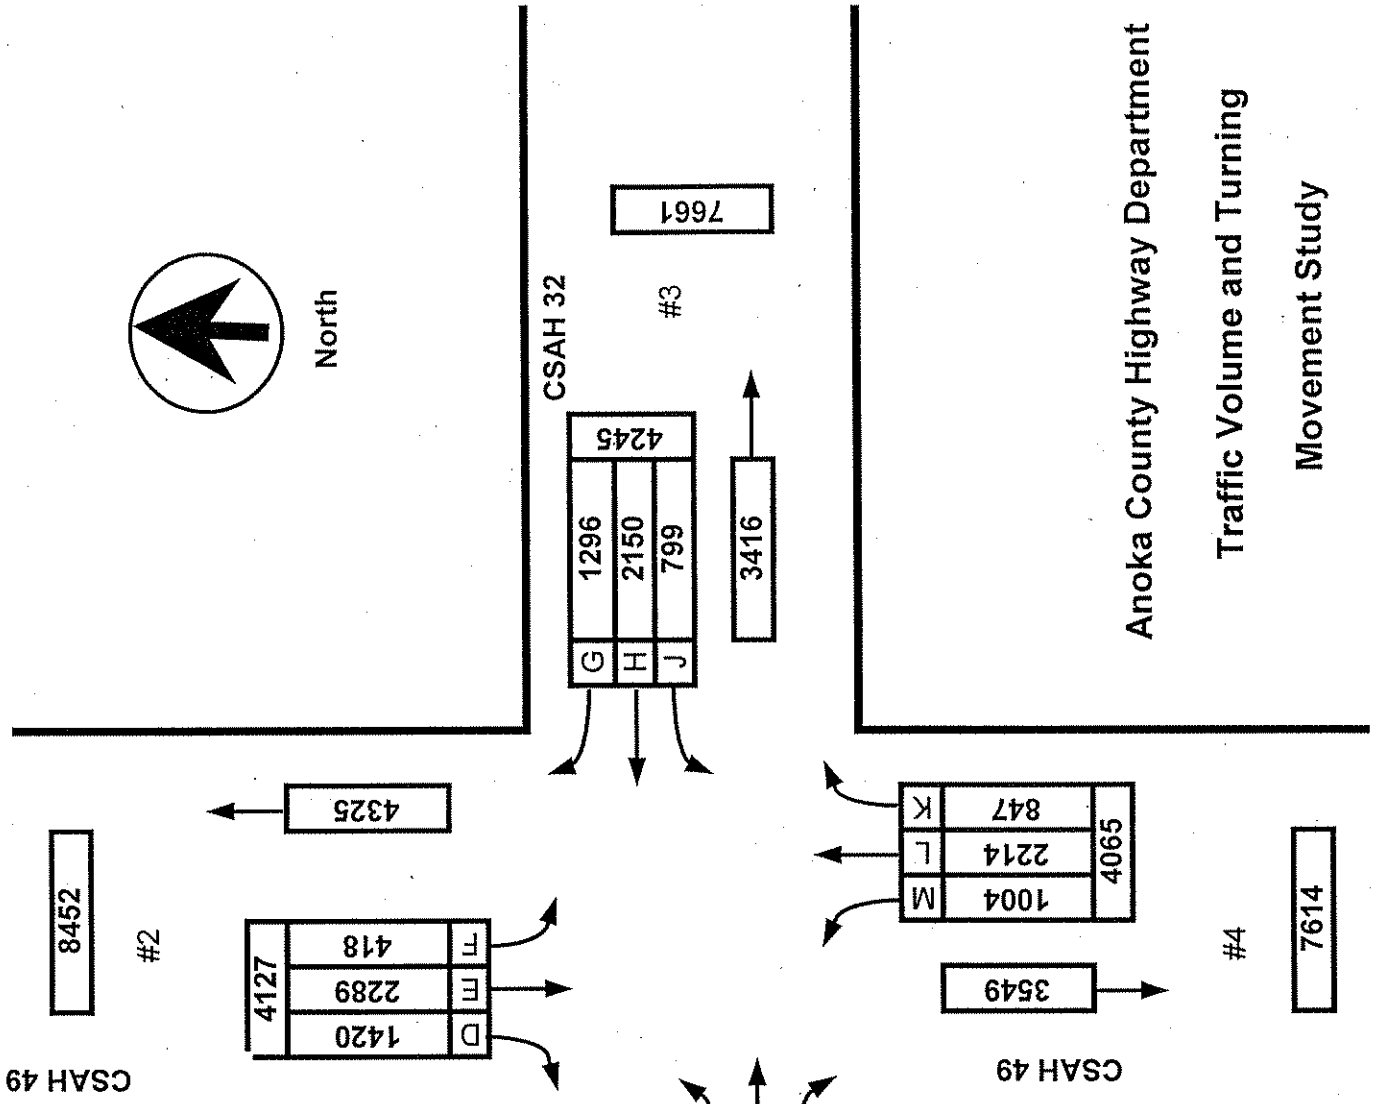 CSAH 49
8452
#2
4325
4127
1420
2289
418
D
E
F
North
CSAH 32
#3
7661
G
1296
H
2150
J
799
4245
3416
M
L
K
1004
2214
847
4065
3549
#4
7614
CSAH 49
Anoka County Highway Department
Traffic Volume and Turning
Movement Study